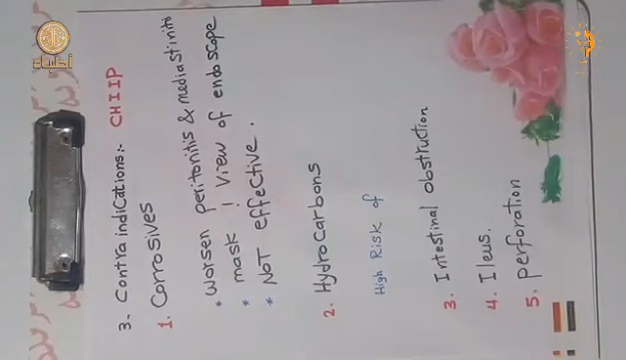 3. Contraindications:- CHIIP
1. Corrosives
* Worsen peritonitis & mediastinitis
* mask ! view of endoscope
* NOT effective.
2. Hydrocarbons
High Risk of
3. Intestinal obstruction
4. Ileus.
5. perforation
أطباء